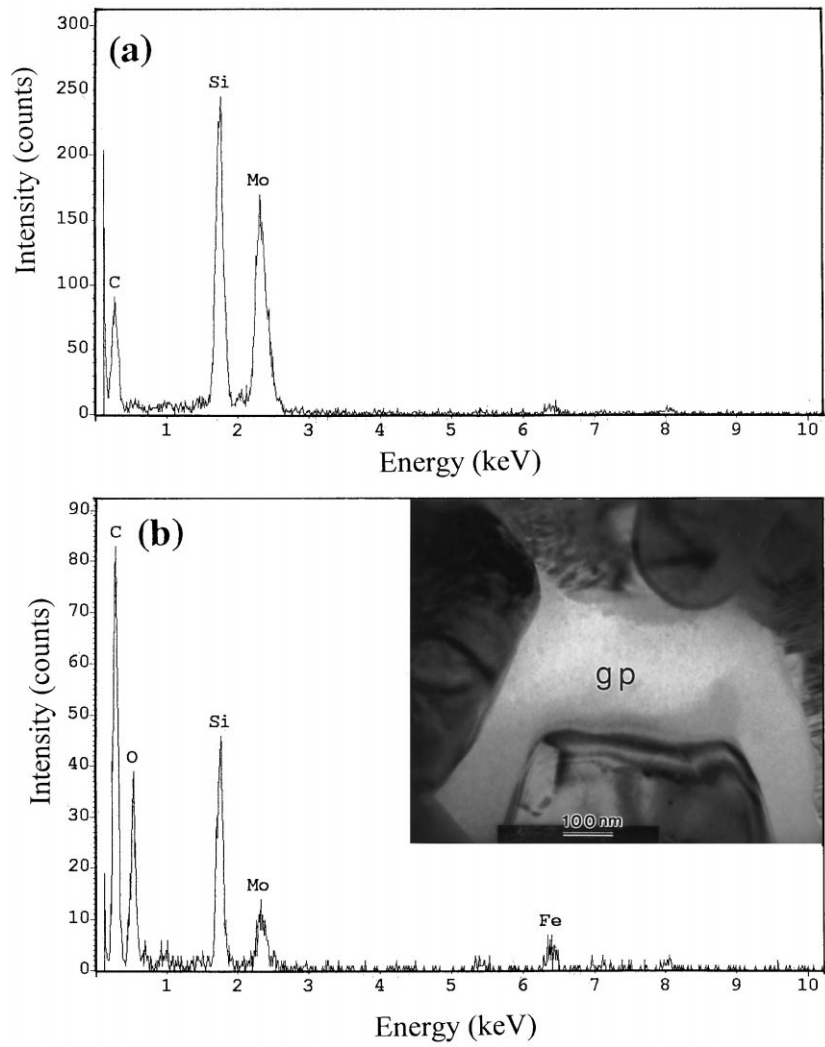 (a)
300
250
200
150
100
50
0
Intensity (counts)
C
Si
Mo
1 2 3 4 5 6 7 8 9 10
Energy (keV)
(b)
90
80
70
60
50
40
30
20
10
0
Intensity (counts)
C
O
Si
Mo
Fe
gp
100 nm
1 2 3 4 5 6 7 8 9 10
Energy (keV)